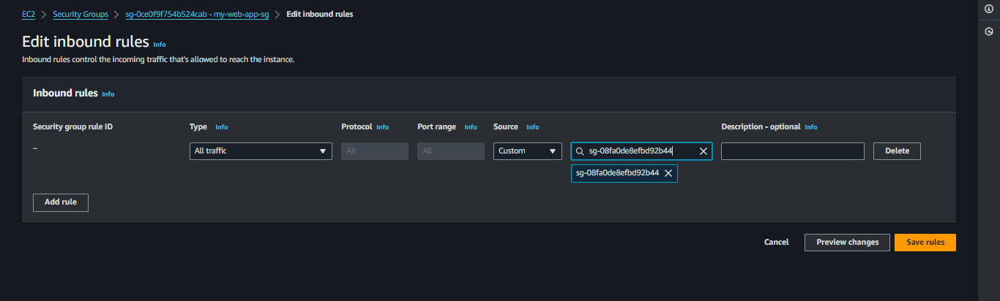 EC2 > Security Groups > sg-0ce0f9f754b524cab - my-web-app-sg > Edit inbound rules
Edit inbound rules Info
Inbound rules control the incoming traffic that's allowed to reach the instance.
Inbound rules Info
Security group rule ID Type Info Protocol Info Port range Info Source Info Description - optional Info
– All traffic All All Custom sg-08fa0de8efbd92b44 Delete
sg-08fa0de8efbd92b44
Add rule
Cancel Preview changes Save rules